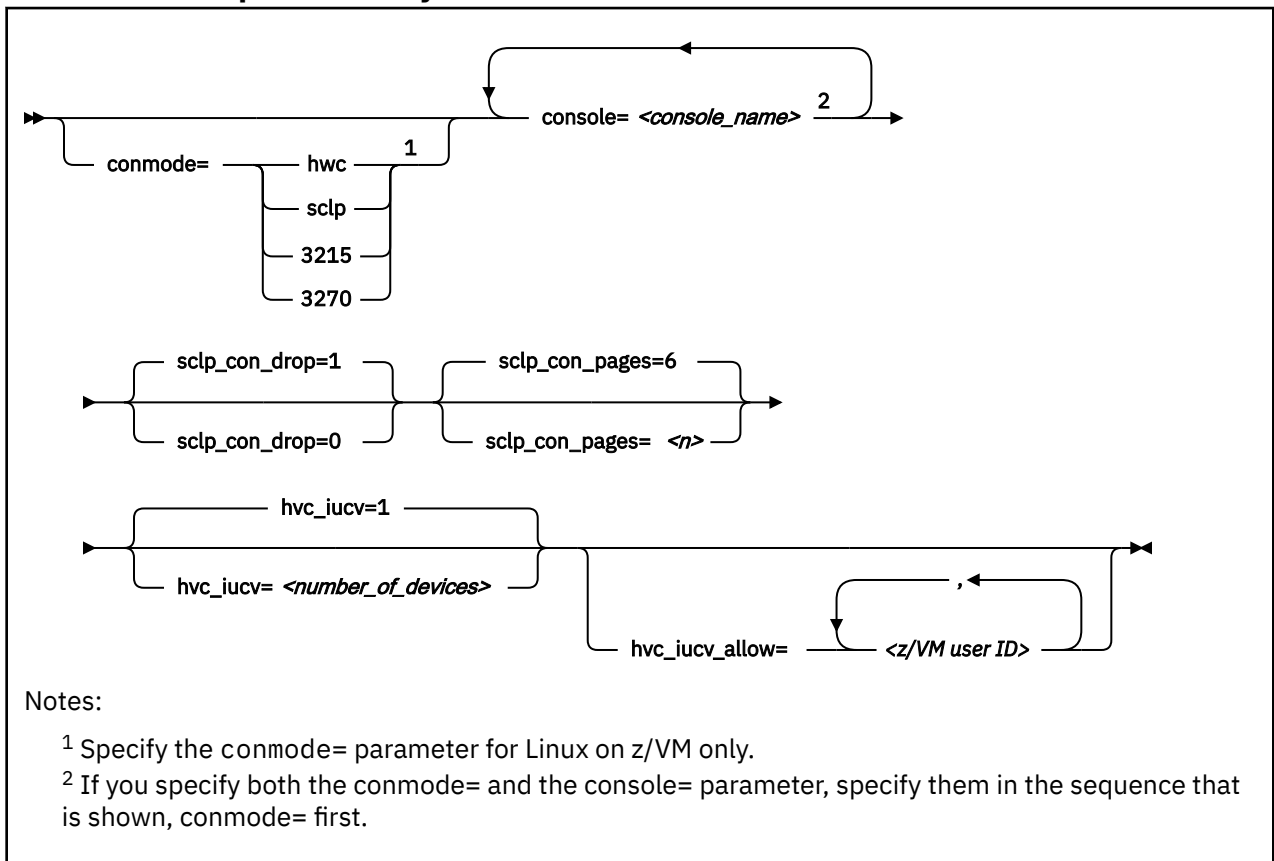 console= <console_name> 2
conmode= hwc 1
sclp
3215
3270
sclp_con_drop=1 sclp_con_pages=6
sclp_con_drop=0 sclp_con_pages= <n>
hvc_iucv=1
hvc_iucv= <number_of_devices>
,
hvc_iucv_allow= <z/VM user ID>
Notes:
1 Specify the conmode= parameter for Linux on z/VM only.
2 If you specify both the conmode= and the console= parameter, specify them in the sequence that
is shown, conmode= first.